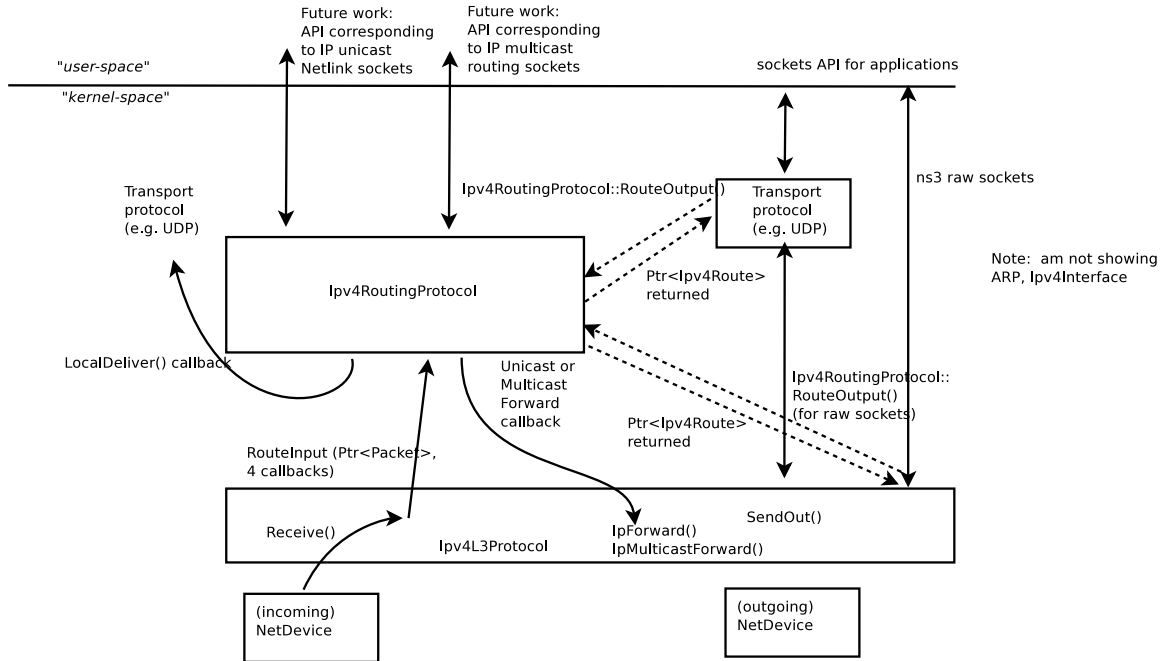 Future work:
API corresponding
to IP unicast
Netlink sockets
Future work:
API corresponding
to IP multicast
routing sockets
"user-space"
sockets API for applications
"kernel-space"
Transport
protocol
(e.g. UDP)
Ipv4RoutingProtocol::RouteOutput()
Transport
protocol
(e.g. UDP)
ns3 raw sockets
Note:  am not showing
ARP, Ipv4Interface
Ipv4RoutingProtocol
Ptr<Ipv4Route>
returned
LocalDeliver() callback
Unicast or
Multicast
Forward
callback
Ipv4RoutingProtocol::
RouteOutput()
(for raw sockets)
Ptr<Ipv4Route>
returned
RouteInput (Ptr<Packet>,
4 callbacks)
Receive()
Ipv4L3Protocol
IpForward()
IpMulticastForward()
SendOut()
(incoming)
NetDevice
(outgoing)
NetDevice